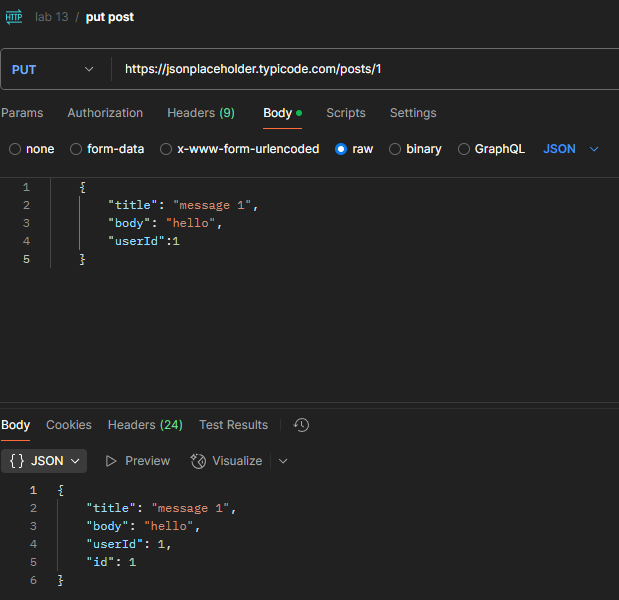 HTTP lab 13 / put post
PUT https://jsonplaceholder.typicode.com/posts/1
Params Authorization Headers (9) Body Scripts Settings
none form-data x-www-form-urlencoded raw binary GraphQL JSON
1 {
2 "title": "message 1",
3 "body": "hello",
4 "userId":1
5 }
Body Cookies Headers (24) Test Results
{} JSON Preview Visualize
1 {
2 "title": "message 1",
3 "body": "hello",
4 "userId": 1,
5 "id": 1
6 }